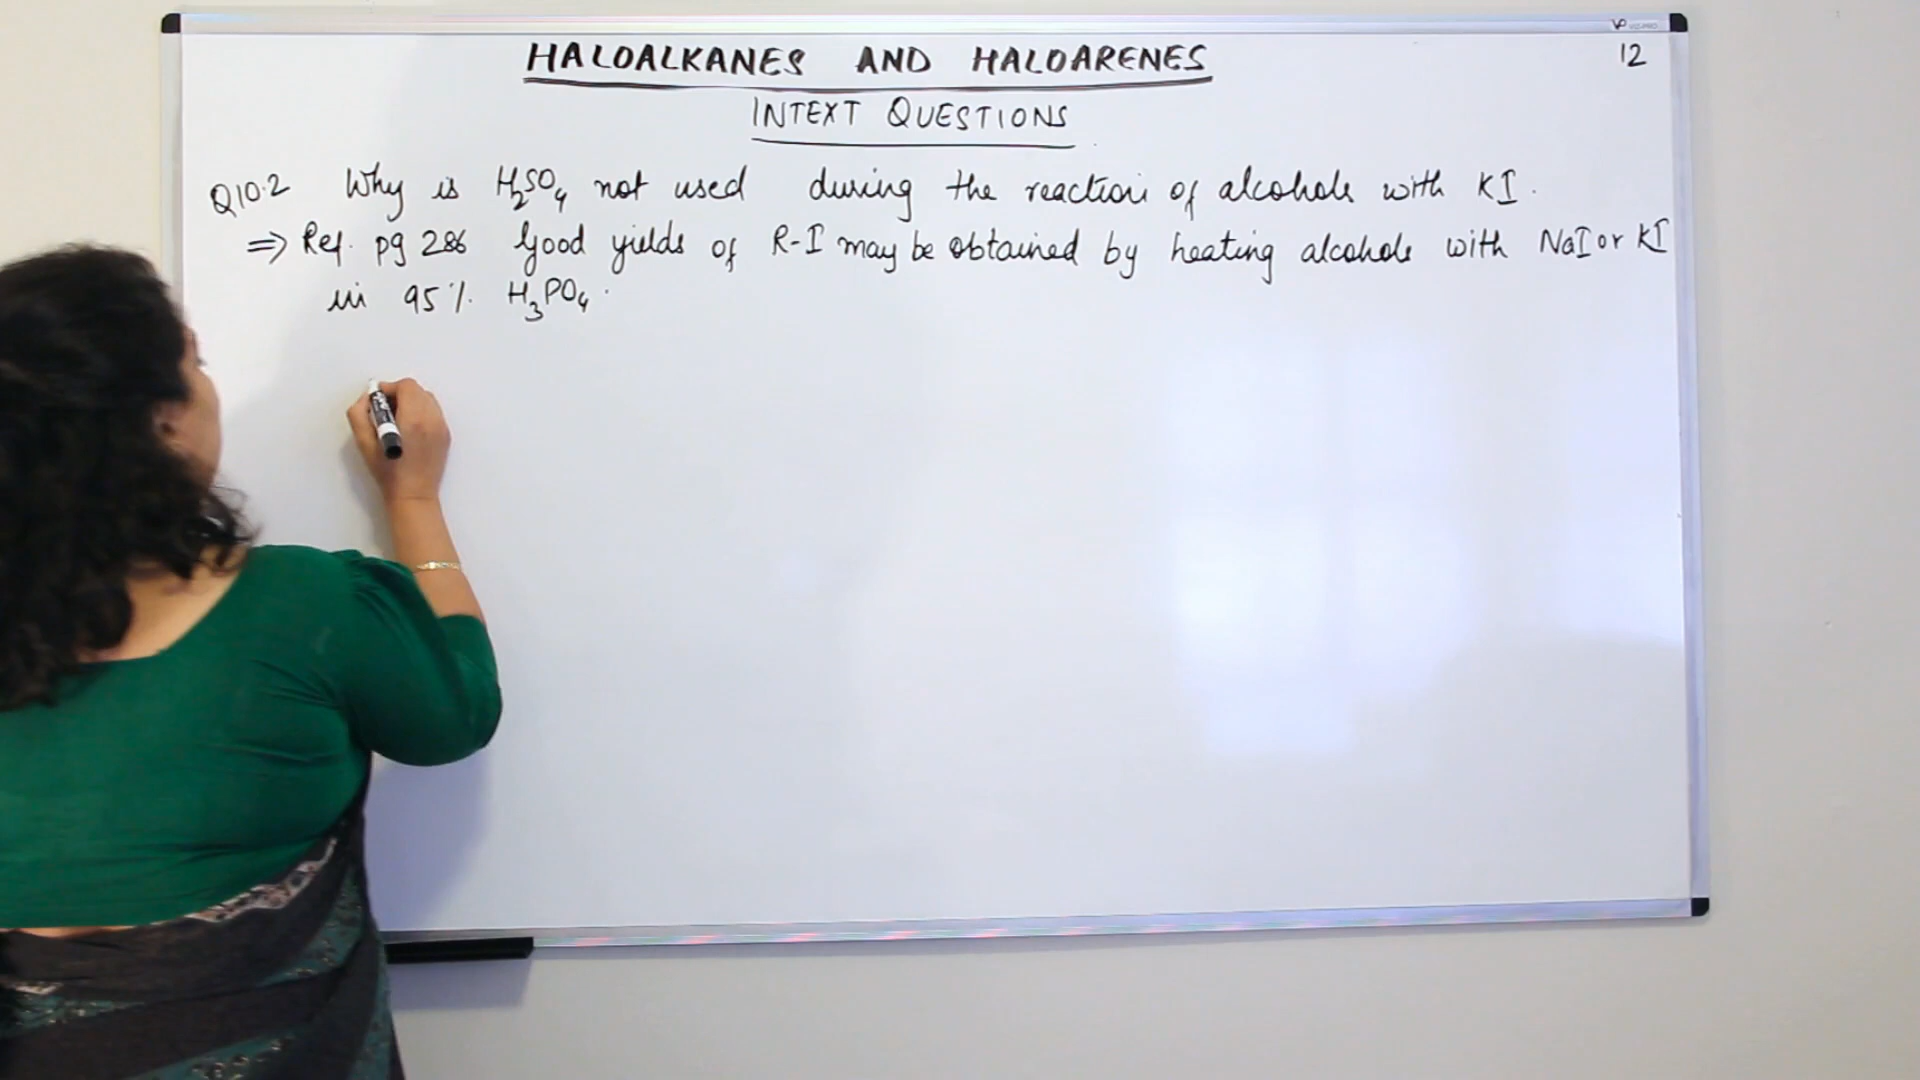 HALOALKANES AND HALOARENES
12
INTEXT QUESTIONS
Q10.2 Why is H₂SO₄ not used during the reaction of alcohols with KI.
⇒ Ref. pg 286 Good yields of R-I may be obtained by heating alcohols with NaI or KI
in 95% H₃PO₄.